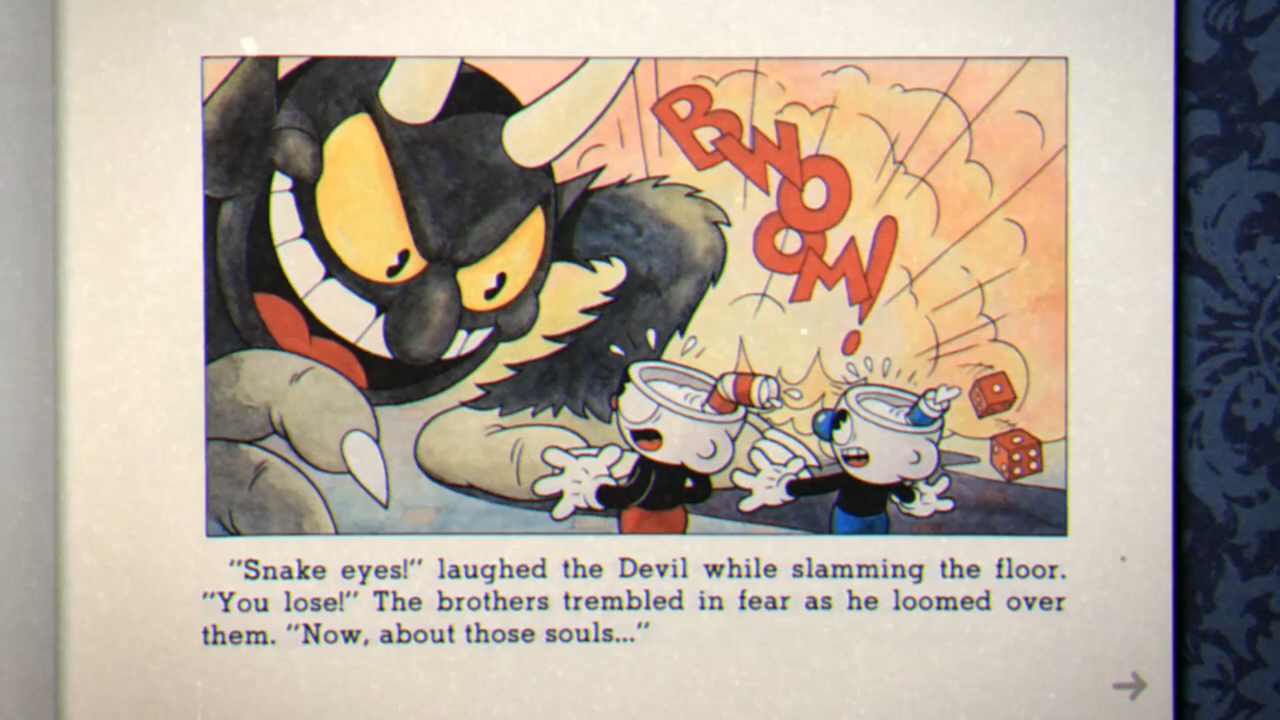 BWOOM!
"Snake eyes!" laughed the Devil while slamming the floor.
"You lose!" The brothers trembled in fear as he loomed over
them. "Now, about those souls..."